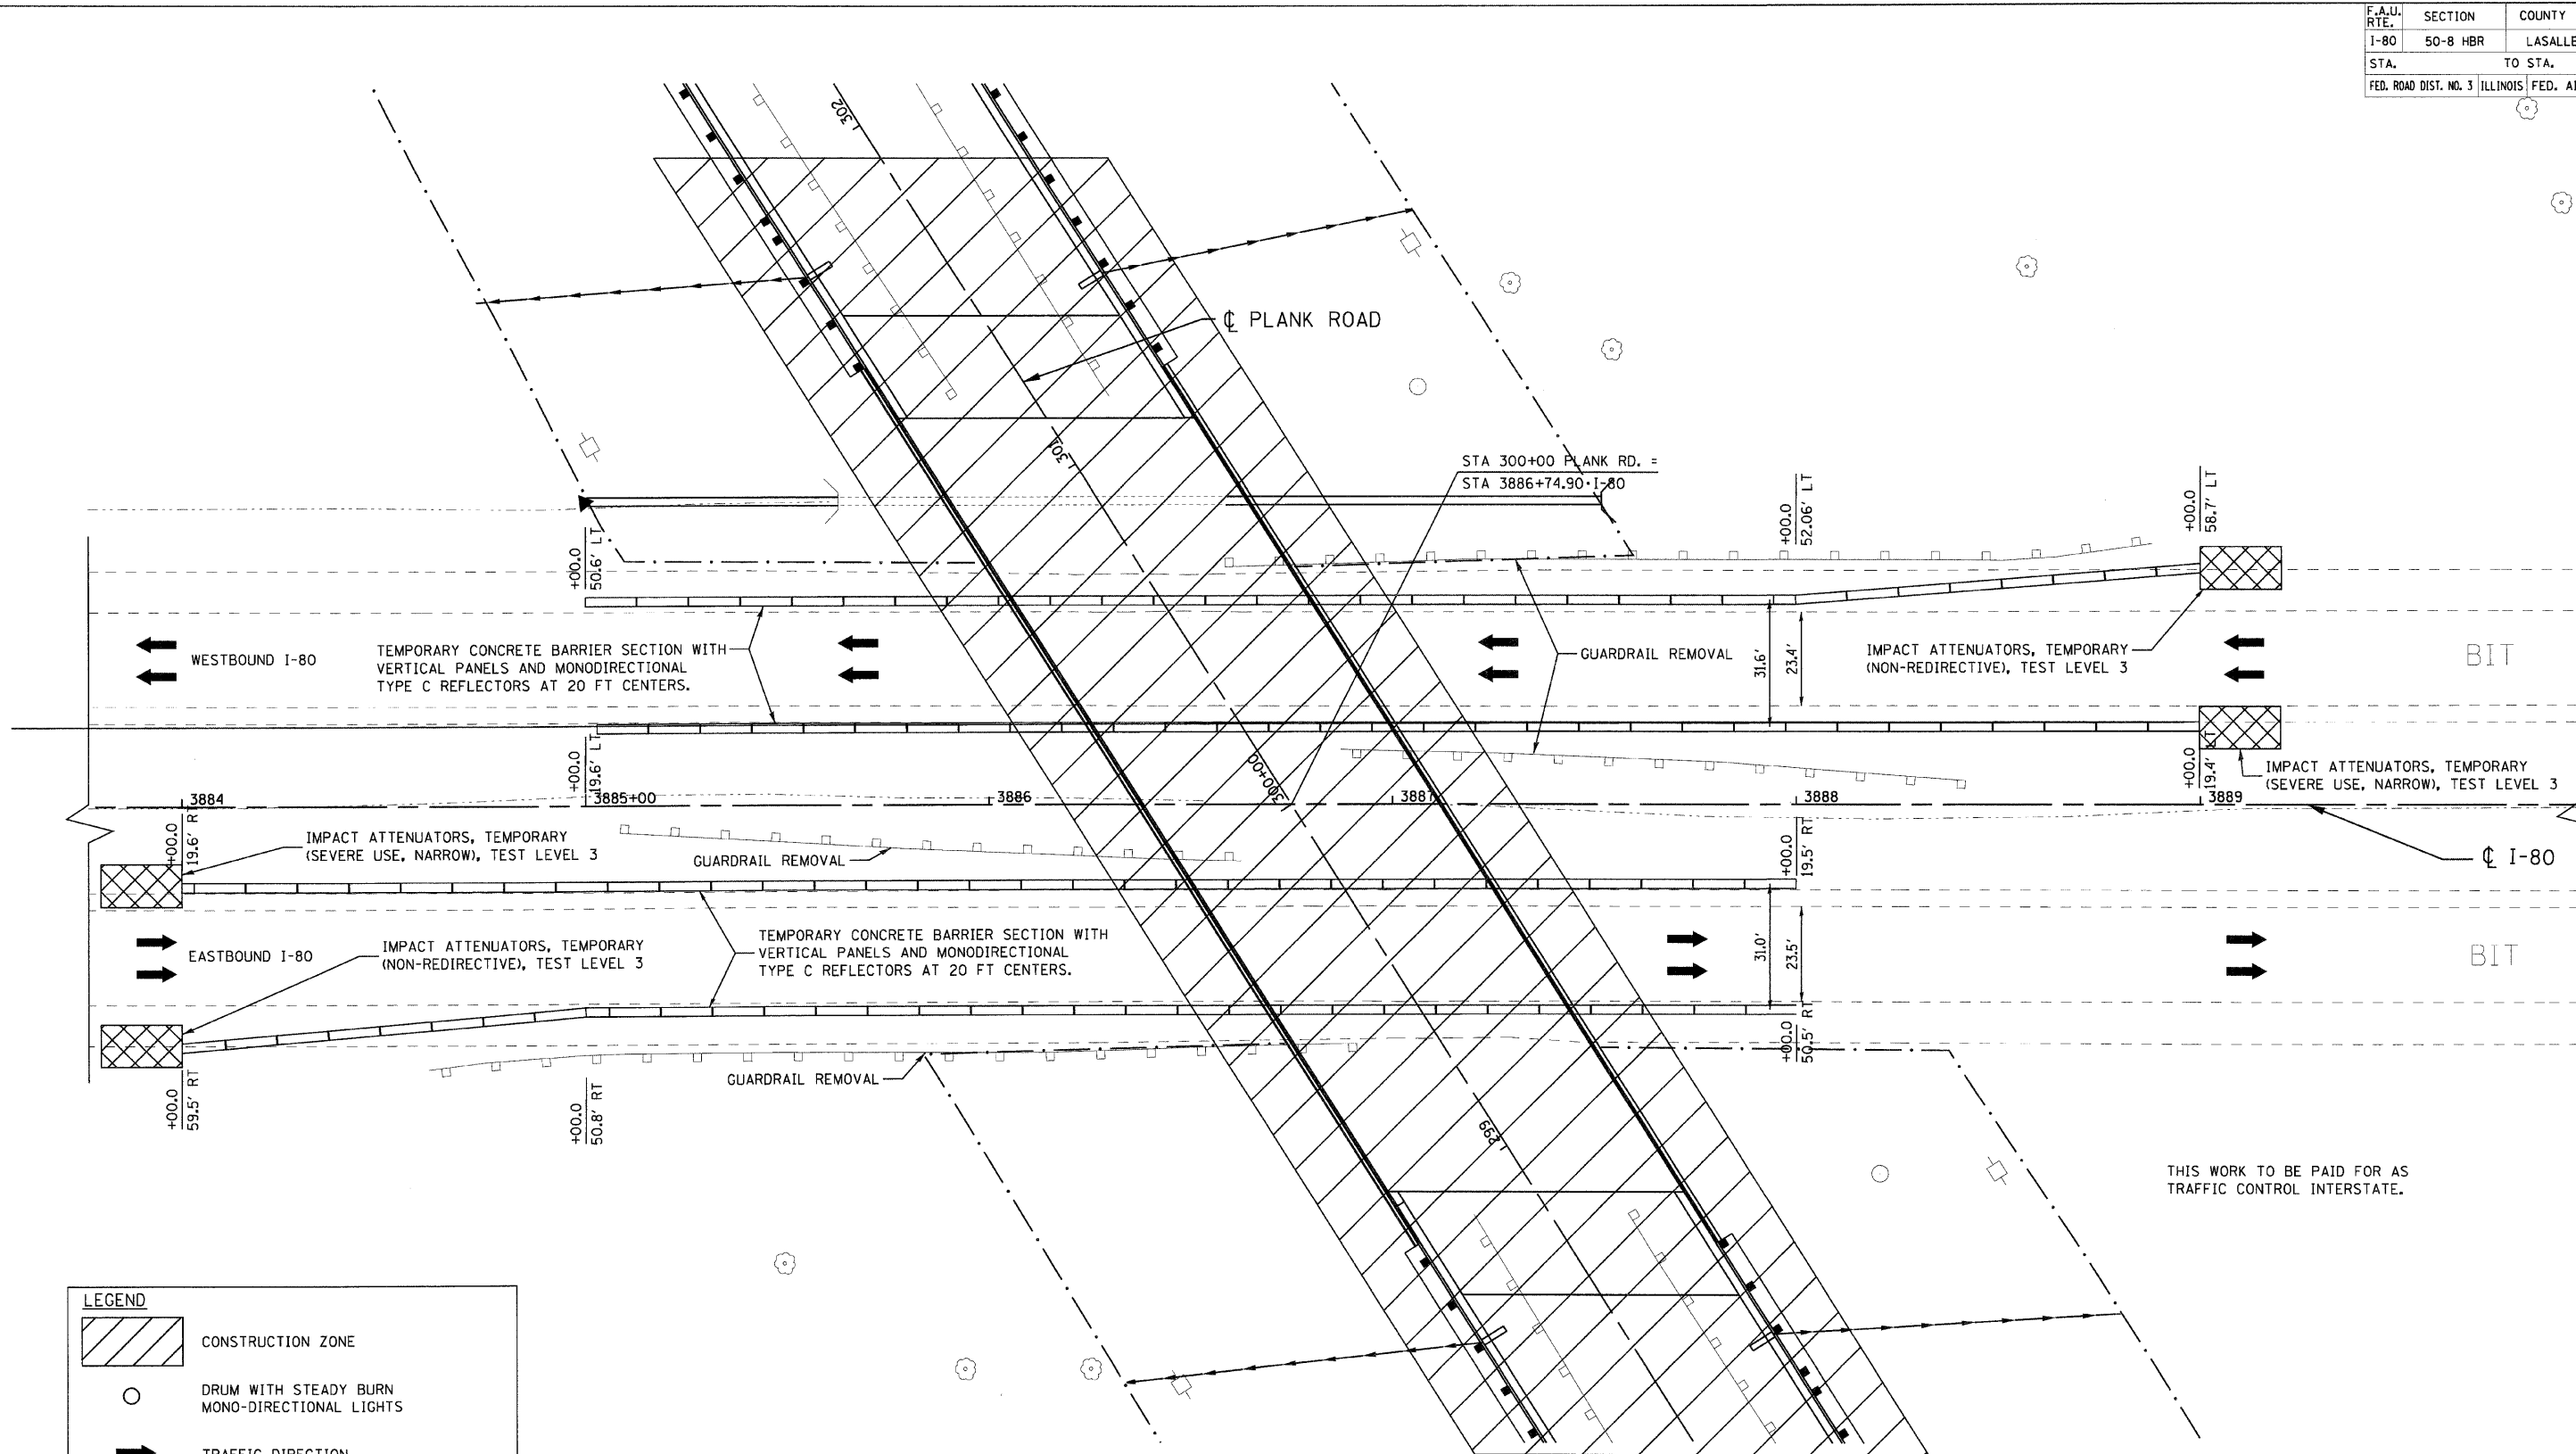 F.A.U. RTE. SECTION COUNTY
I-80 50-8 HBR LASALLE
STA. TO STA.
FED. ROAD DIST. NO. 3 ILLINOIS FED.
302
℄ PLANK ROAD
301
STA 300+00 PLANK RD. =
STA 3886+74.90 I-80
+00.0
50.6' LT
+00.0
52.06' LT
+00.0
58.7' LT
WESTBOUND I-80
TEMPORARY CONCRETE BARRIER SECTION WITH
VERTICAL PANELS AND MONODIRECTIONAL
TYPE C REFLECTORS AT 20 FT CENTERS.
GUARDRAIL REMOVAL
31.6'
23.4'
IMPACT ATTENUATORS, TEMPORARY
(NON-REDIRECTIVE), TEST LEVEL 3
BIT
+00.0
19.6' LT
300+00
+00.0
19.4' LT
IMPACT ATTENUATORS, TEMPORARY
(SEVERE USE, NARROW), TEST LEVEL 3
3884
3885+00
3886
3887
3888
3889
+00.0
19.6' RT
IMPACT ATTENUATORS, TEMPORARY
(SEVERE USE, NARROW), TEST LEVEL 3
GUARDRAIL REMOVAL
+00.0
19.5' RT
℄ I-80
EASTBOUND I-80
IMPACT ATTENUATORS, TEMPORARY
(NON-REDIRECTIVE), TEST LEVEL 3
TEMPORARY CONCRETE BARRIER SECTION WITH
VERTICAL PANELS AND MONODIRECTIONAL
TYPE C REFLECTORS AT 20 FT CENTERS.
31.0'
23.5'
BIT
+00.0
59.5' RT
+00.0
50.8' RT
GUARDRAIL REMOVAL
+00.0
50.5' RT
299
THIS WORK TO BE PAID FOR AS
TRAFFIC CONTROL INTERSTATE.
LEGEND
CONSTRUCTION ZONE
DRUM WITH STEADY BURN
MONO-DIRECTIONAL LIGHTS
TRAFFIC DIRECTION